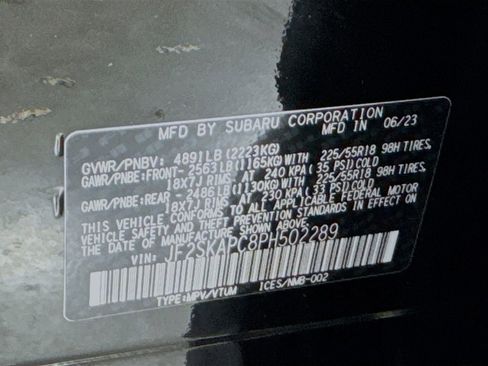 MFD BY SUBARU CORPORATION
MFD IN 06/23
GVWR/PNBV: 4891LB(2223KG)
GAWR/PNBE:FRONT- 2563LB(1165KG)WITH 225/55R18 98H TIRES,
18X7J RIMS AT 240 KPA(35 PSI)COLD
GAWR/PNBE:REAR - 2486LB(1130KG)WITH 225/55R18 98H TIRES,
18X7J RIMS AT 230 KPA(33 PSI)COLD
THIS VEHICLE CONFORMS TO ALL APPLICABLE FEDERAL MOTOR
VEHICLE SAFETY AND THEFT PREVENTION STANDARDS IN EFFECT ON
THE DATE OF MANUFACTURE SHOWN ABOVE.
VIN: JF2SKAPC8PH502289
TYPE:MPV/VTUM ICES/NMB-002